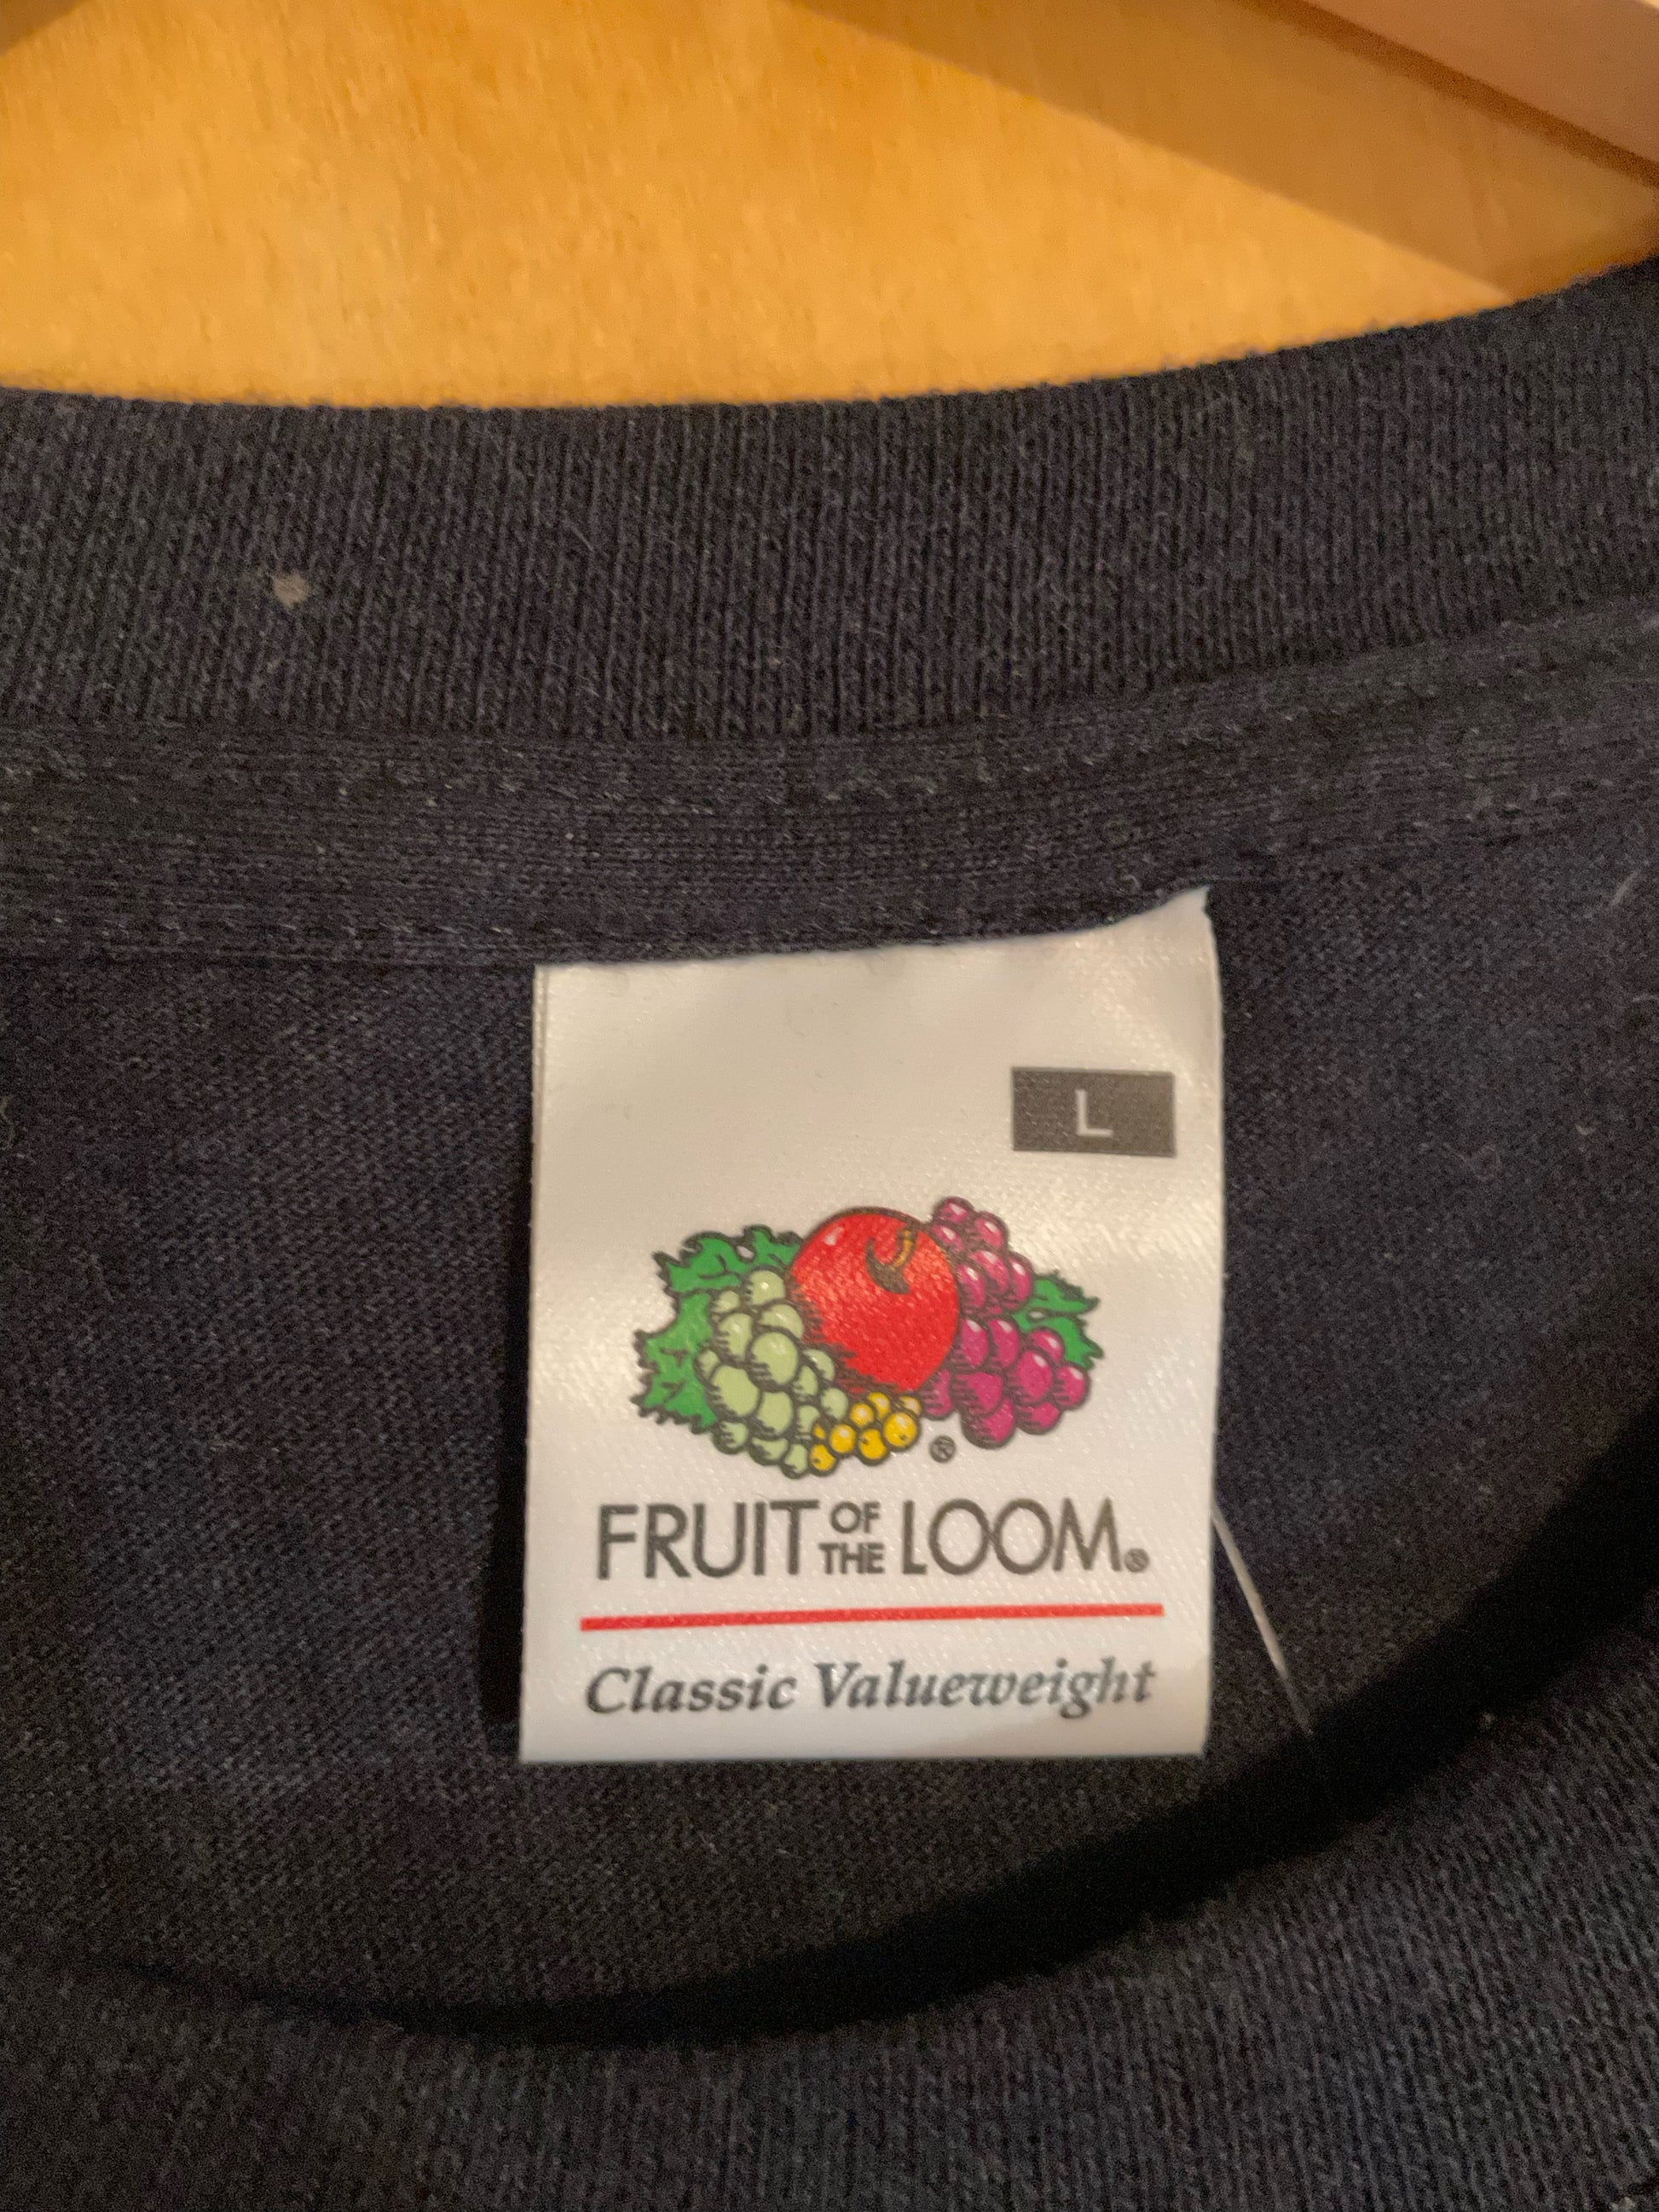 L
®
FRUIT OF THE LOOM®
Classic Valueweight